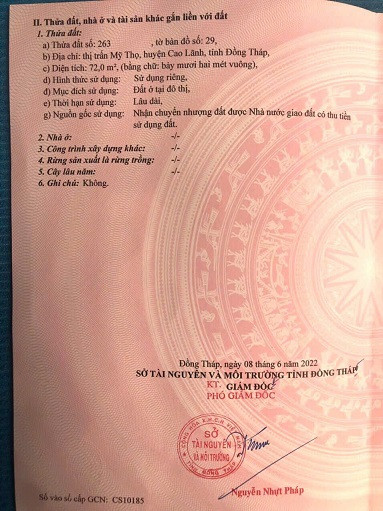 II. Thửa đất, nhà ở và tài sản khác gắn liền với đất
1. Thửa đất:
a) Thửa đất số: 263 , tờ bản đồ số: 29,
b) Địa chỉ: thị trấn Mỹ Thọ, huyện Cao Lãnh, tỉnh Đồng Tháp,
c) Diện tích: 72,0 m², (bằng chữ: bảy mươi hai mét vuông),
d) Hình thức sử dụng: Sử dụng riêng,
đ) Mục đích sử dụng: Đất ở tại đô thị,
e) Thời hạn sử dụng: Lâu dài,
g) Nguồn gốc sử dụng: Nhận chuyển nhượng đất được Nhà nước giao đất có thu tiền
sử dụng đất.
2. Nhà ở: -/-
3. Công trình xây dựng khác: -/-
4. Rừng sản xuất là rừng trồng: -/-
5. Cây lâu năm: -/-
6. Ghi chú: Không.
Đồng Tháp, ngày 08 tháng 6 năm 2022
SỞ TÀI NGUYÊN VÀ MÔI TRƯỜNG TỈNH ĐỒNG THÁP
KT. GIÁM ĐỐC
PHÓ GIÁM ĐỐC
SỞ
TÀI NGUYÊN
VÀ MÔI TRƯỜNG
Nguyễn Nhựt Pháp
Số vào sổ cấp GCN: CS10185